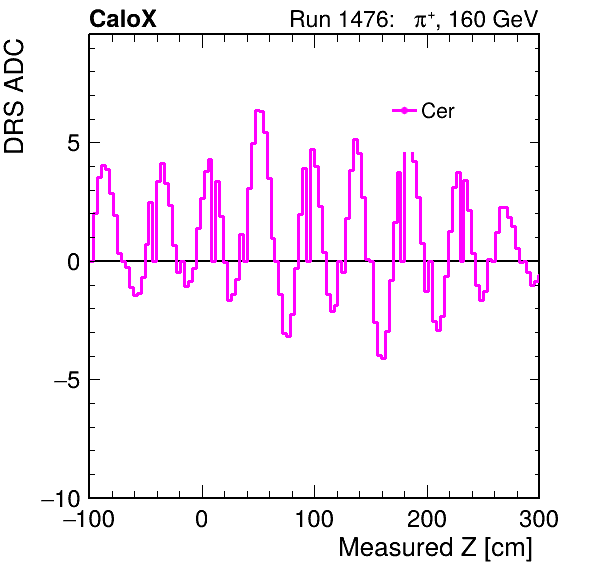 CaloX Run 1476: π⁺, 160 GeV
DRS ADC
Cer
5
0
−5
−10
−100 0 100 200 300
Measured Z [cm]